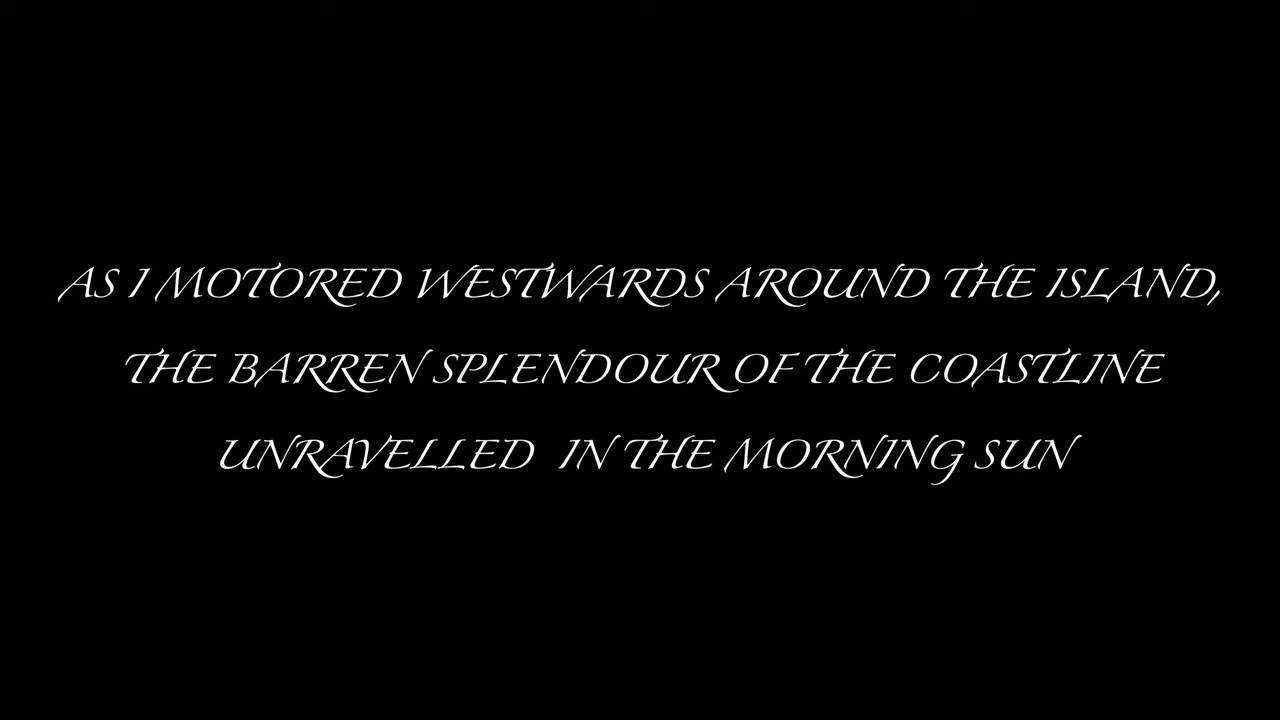 AS I MOTORED WESTWARDS AROUND THE ISLAND,
THE BARREN SPLENDOUR OF THE COASTLINE
UNRAVELLED  IN THE MORNING SUN